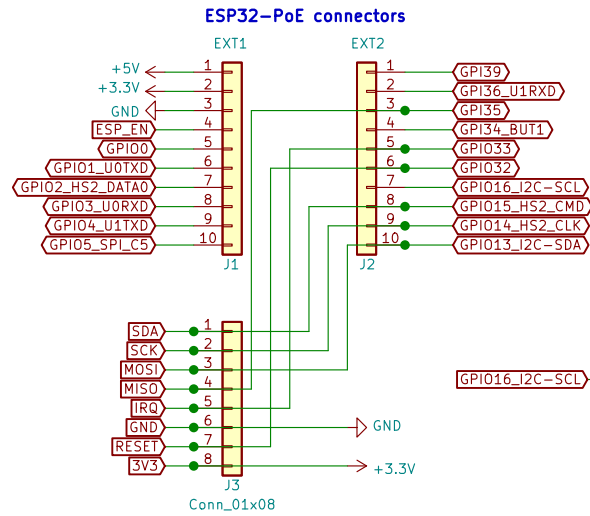 ESP32-PoE connectors
EXT1
EXT2
+5V 1
+3.3V 2
GND 3
ESP_EN 4
GPIO0 5
GPIO1_U0TXD 6
GPIO2_HS2_DATA0 7
GPIO3_U0RXD 8
GPIO4_U1TXD 9
GPIO5_SPI_C5 10
J1
1 GPI39
2 GPI36_U1RXD
3 GPI35
4 GPI34_BUT1
5 GPIO33
6 GPIO32
7 GPIO16_I2C-SCL
8 GPIO15_HS2_CMD
9 GPIO14_HS2_CLK
10 GPIO13_I2C-SDA
J2
SDA 1
SCK 2
MOSI 3
MISO 4
IRQ 5
GND 6 GND
RESET 7
3V3 8 +3.3V
J3
Conn_01x08
GPIO16_I2C-SCL